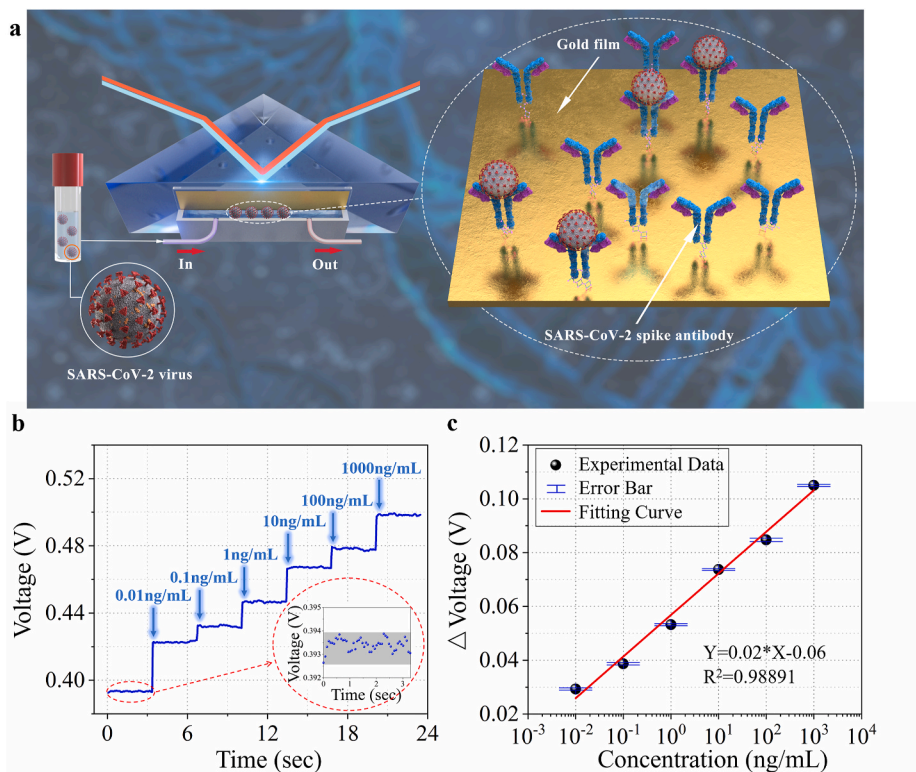 a
Gold film
In
Out
SARS-CoV-2 spike antibody
SARS-CoV-2 virus
b
Voltage (V)
0.52
0.48
0.44
0.40
0.01ng/mL
0.1ng/mL
1ng/mL
10ng/mL
100ng/mL
1000ng/mL
Voltage (V)
0.395
0.394
0.393
0.392
0 1 2 3
Time (sec)
0 6 12 18 24
Time (sec)
c
△ Voltage (V)
0.12
0.10
0.08
0.06
0.04
0.02
Experimental Data
Error Bar
Fitting Curve
Y=0.02*X-0.06
R²=0.98891
10⁻³ 10⁻² 10⁻¹ 10⁰ 10¹ 10² 10³ 10⁴
Concentration (ng/mL)